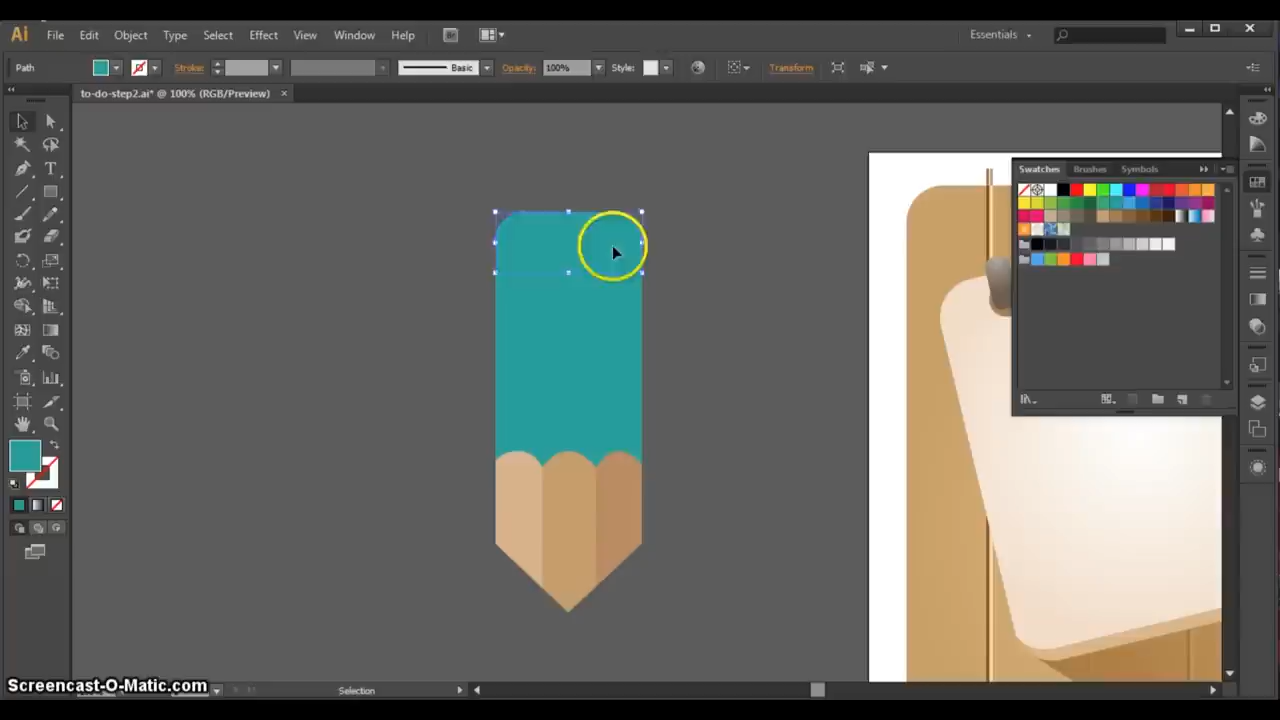 Ai File Edit Object Type Select Effect View Window Help Br Essentials
Path Stroke: Basic Opacity: 100% Style: Transform
to-do-step2.ai* @ 100% (RGB/Preview) ×
Swatches Brushes Symbols
Selection
Screencast-O-Matic.com